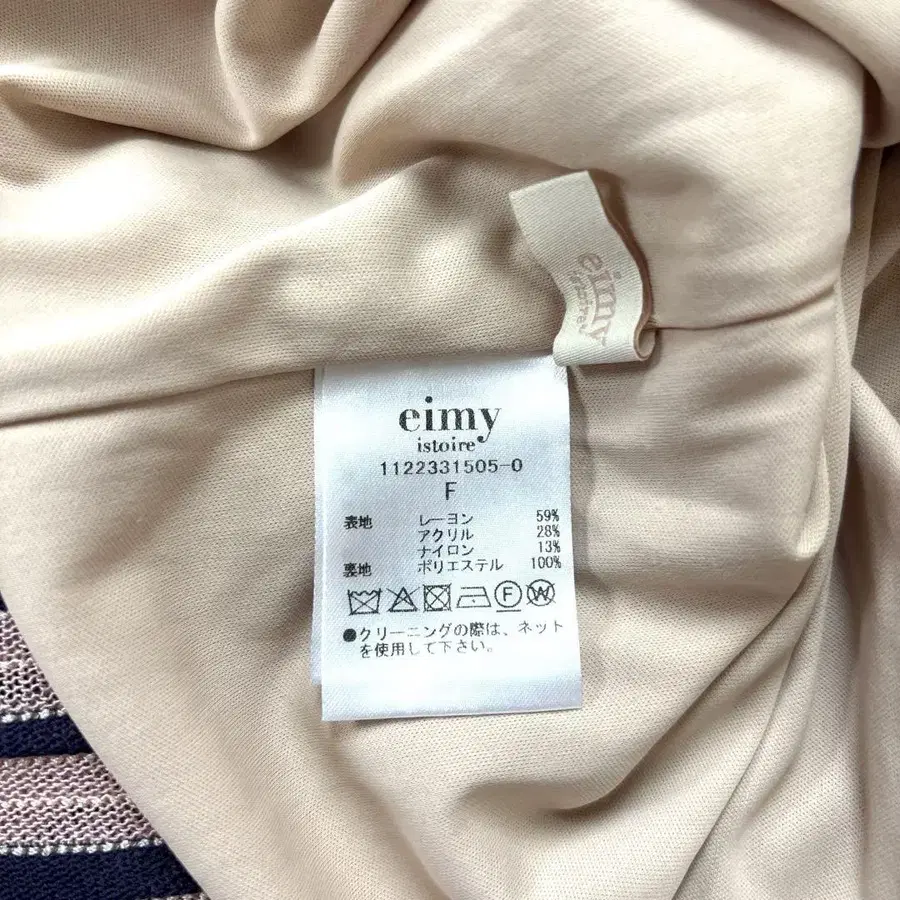 eimy
istoire
eimy
istoire
1122331505-0
F
表地 レーヨン 59%
アクリル 28%
ナイロン 13%
裏地 ポリエステル 100%
F W
●クリーニングの際は、ネット
を使用して下さい。